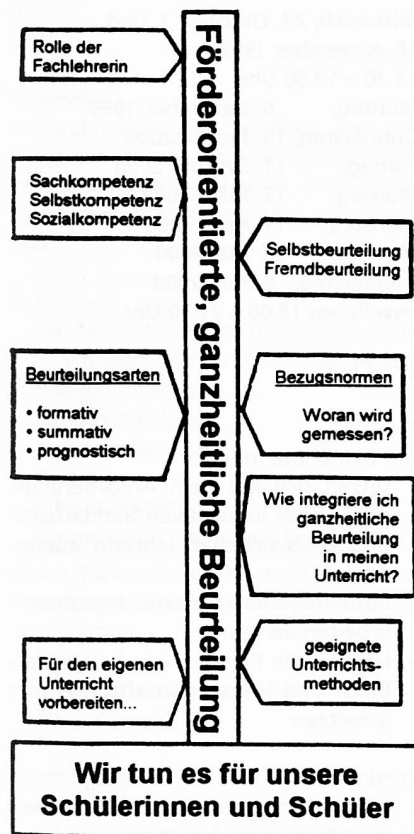 Rolle der
Fachlehrerin
Förderorientierte, ganzheitliche Beurteilung
Sachkompetenz
Selbstkompetenz
Sozialkompetenz
Selbstbeurteilung
Fremdbeurteilung
Beurteilungsarten
• formativ
• summativ
• prognostisch
Bezugsnormen
Woran wird
gemessen?
Wie integriere ich
ganzheitliche
Beurteilung
in meinen
Unterricht?
Für den eigenen
Unterricht
vorbereiten...
geeignete
Unterrichts-
methoden
Wir tun es für unsere
Schülerinnen und Schüler